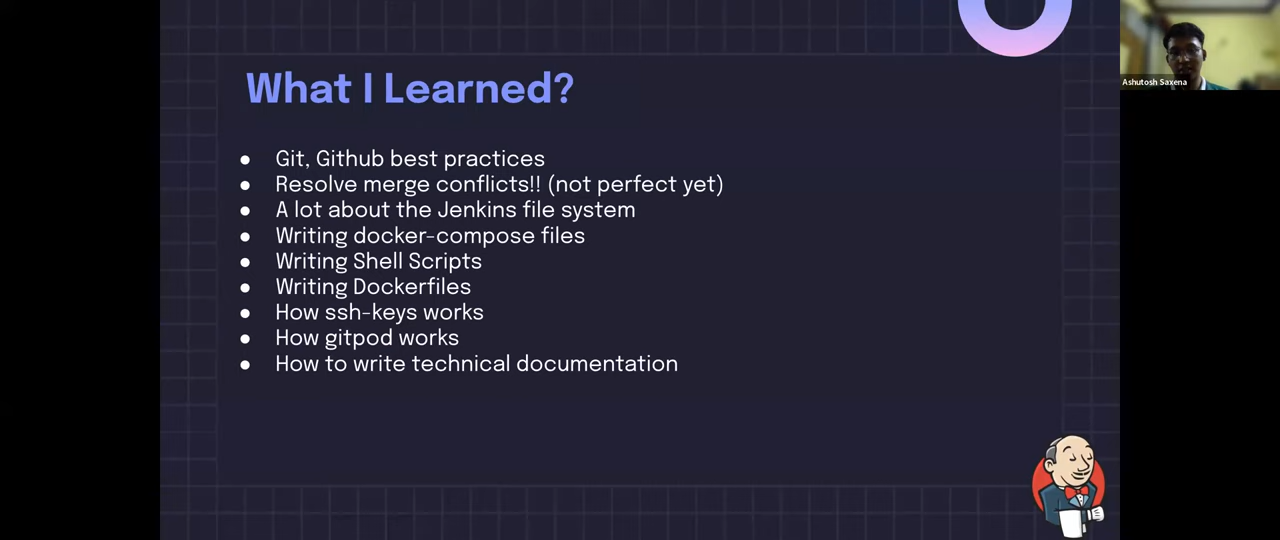 What I Learned?
Ashutosh Saxena
● Git, Github best practices
● Resolve merge conflicts!! (not perfect yet)
● A lot about the Jenkins file system
● Writing docker-compose files
● Writing Shell Scripts
● Writing Dockerfiles
● How ssh-keys works
● How gitpod works
● How to write technical documentation